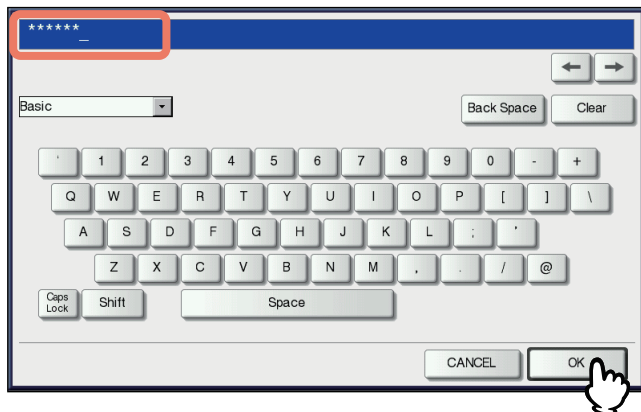 ******_
Basic
Back Space Clear
` 1 2 3 4 5 6 7 8 9 0 - +
Q W E R T Y U I O P [ ] \
A S D F G H J K L ; '
Z X C V B N M , . / @
Caps Lock Shift Space
CANCEL OK